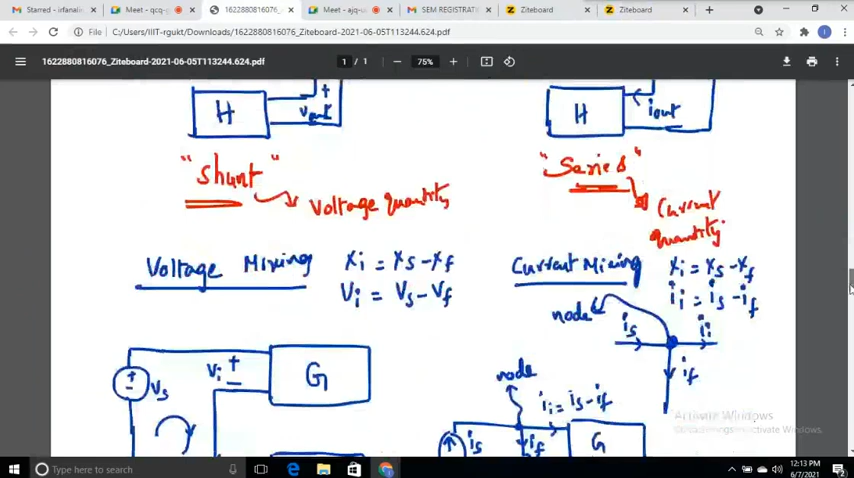 Starred - irfanalie
Meet - qcq-g
1622880816076_
Meet - ajq-u
SEM REGISTRATI
Ziteboard
Ziteboard
File
C:/Users/IIIT-rgukt/Downloads/1622880816076_Ziteboard-2021-06-05T113244.624.pdf
1622880816076_Ziteboard-2021-06-05T113244.624.pdf
1 / 1
75%
H
+
Vout
H
iout
"Shunt"
Voltage quantity
"Series"
Current
quantity
Voltage Mixing
xi = xs - xf
Vi = Vs - Vf
Current Mixing
xi = xs - xf
ii = is - if
node
is
ii
if
+
-
Vs
Vi
+
-
G
node
ii = is - if
is
if
G
Activate Windows
Go to Settings to activate Windows.
Type here to search
12:13 PM
6/7/2021